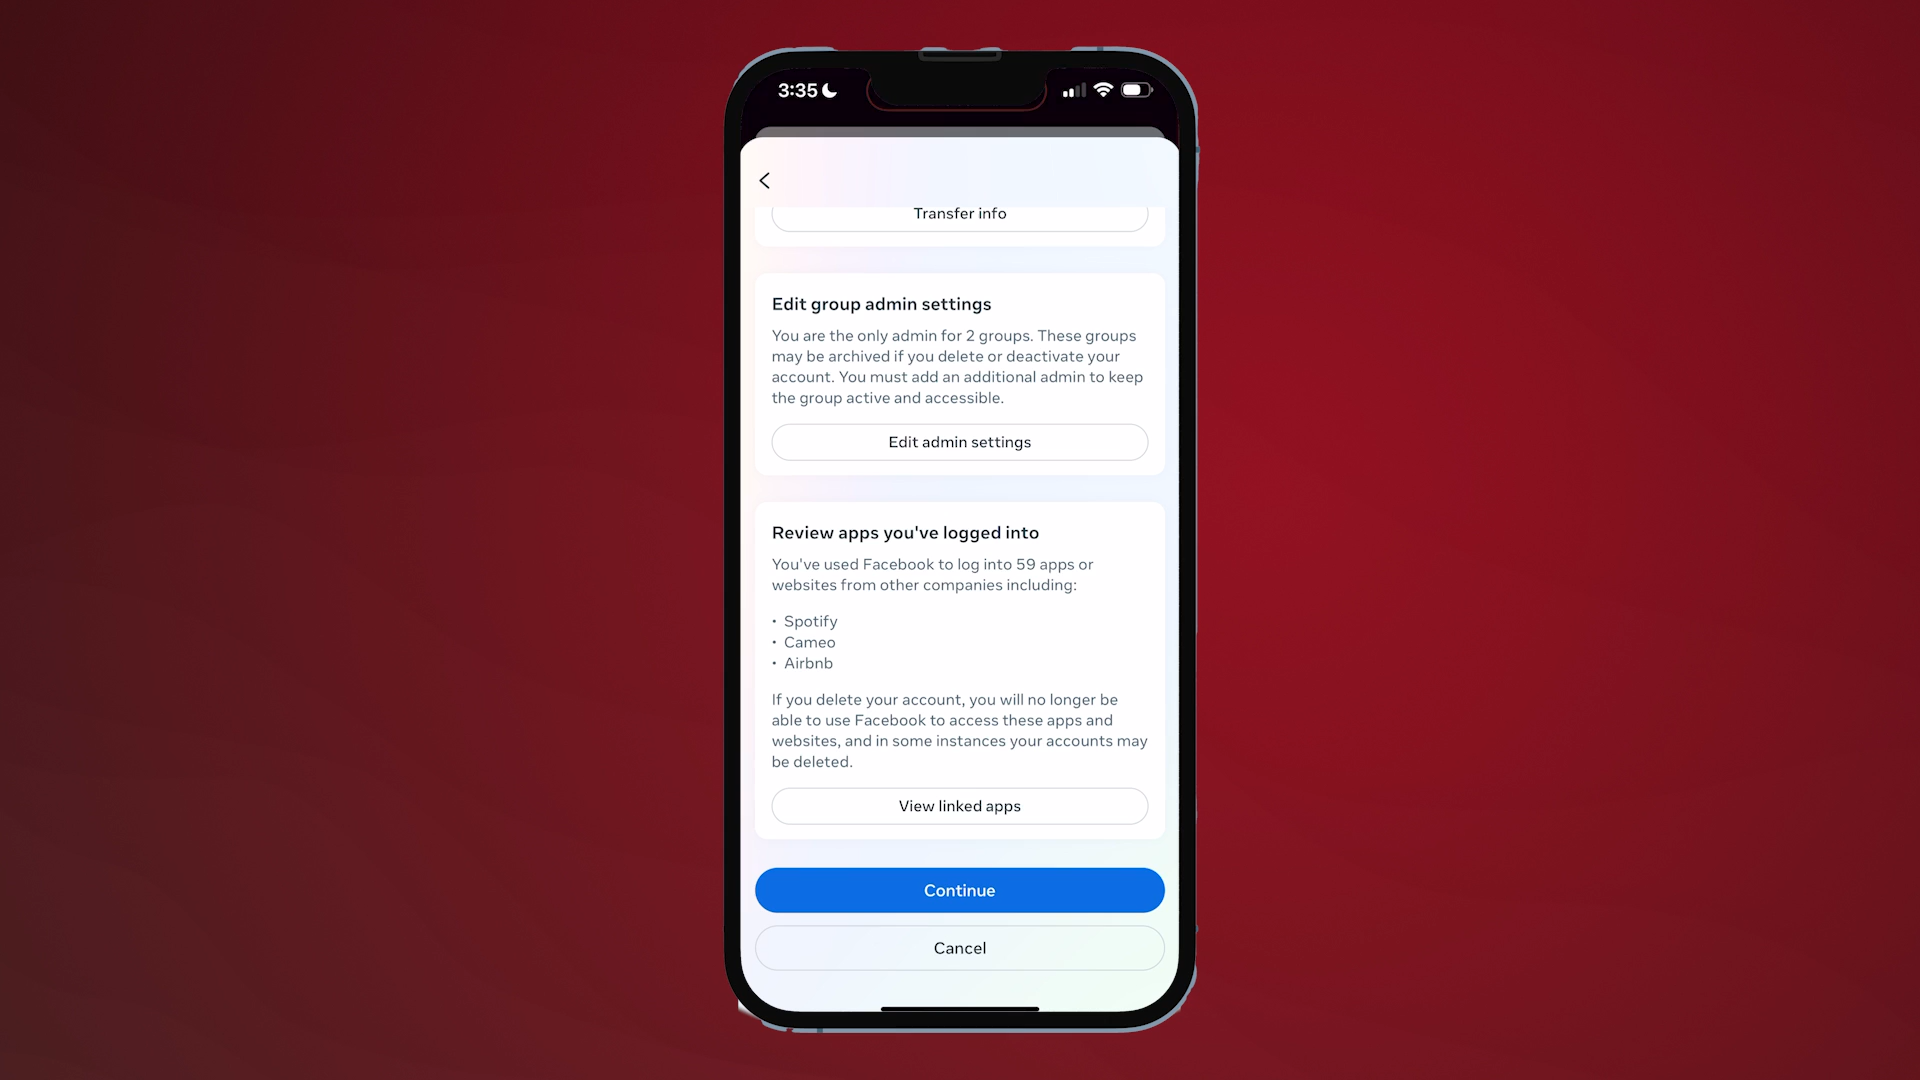 3:35
Transfer info
Edit group admin settings
You are the only admin for 2 groups. These groups
may be archived if you delete or deactivate your
account. You must add an additional admin to keep
the group active and accessible.
Edit admin settings
Review apps you've logged into
You've used Facebook to log into 59 apps or
websites from other companies including:
• Spotify
• Cameo
• Airbnb
If you delete your account, you will no longer be
able to use Facebook to access these apps and
websites, and in some instances your accounts may
be deleted.
View linked apps
Continue
Cancel